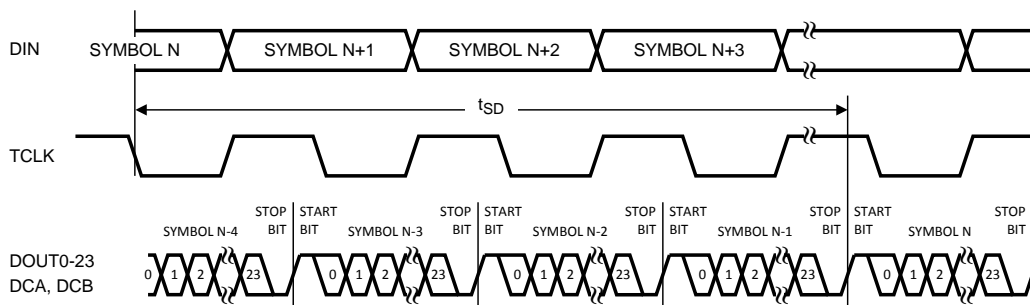 DIN
SYMBOL N
SYMBOL N+1
SYMBOL N+2
SYMBOL N+3
tSD
TCLK
STOP BIT
START BIT
STOP BIT
START BIT
STOP BIT
START BIT
STOP BIT
START BIT
STOP BIT
SYMBOL N-4
SYMBOL N-3
SYMBOL N-2
SYMBOL N-1
SYMBOL N
DOUT0-23
DCA, DCB
0 1 2 23
0 1 2 23
0 1 2 23
0 1 2 23
0 1 2 23